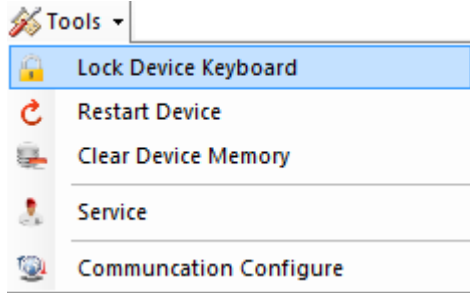 Tools
Lock Device Keyboard
Restart Device
Clear Device Memory
Service
Communcation Configure